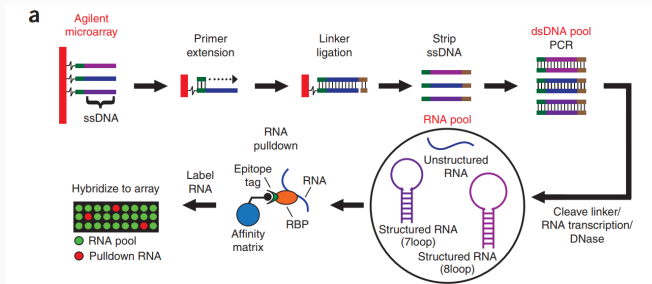 a
Agilent
microarray
ssDNA
Primer
extension
Linker
ligation
Strip
ssDNA
dsDNA pool
PCR
Cleave linker/
RNA transcription/
DNase
RNA pool
Unstructured
RNA
Structured RNA
(7loop)
Structured RNA
(8loop)
RNA
pulldown
Epitope
tag
RNA
RBP
Affinity
matrix
Label
RNA
Hybridize to array
RNA pool
Pulldown RNA